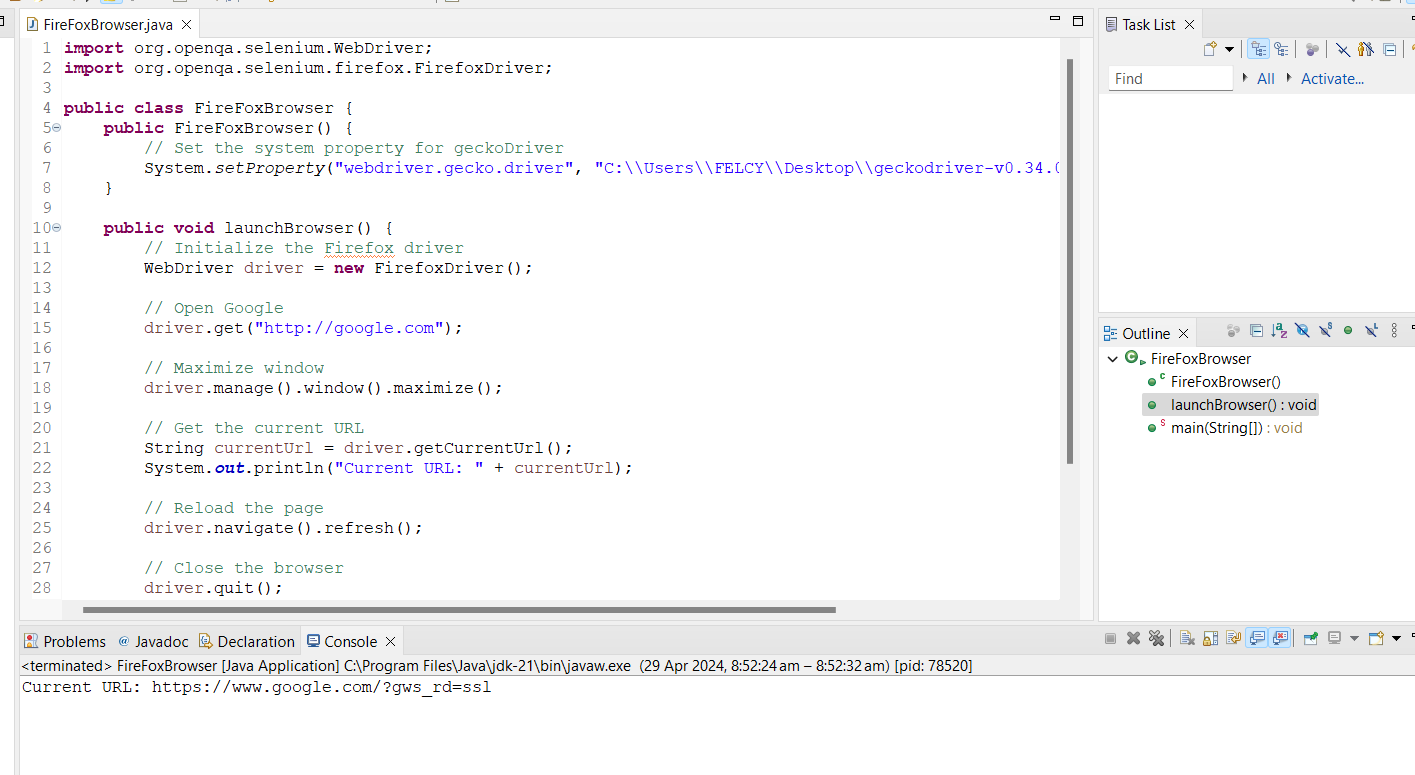 FireFoxBrowser.java
1 import org.openqa.selenium.WebDriver;
2 import org.openqa.selenium.firefox.FirefoxDriver;
3
4 public class FireFoxBrowser {
5 public FireFoxBrowser() {
6 // Set the system property for geckoDriver
7 System.setProperty("webdriver.gecko.driver", "C:\\Users\\FELCY\\Desktop\\geckodriver-v0.34.0
8 }
9
10 public void launchBrowser() {
11 // Initialize the Firefox driver
12 WebDriver driver = new FirefoxDriver();
13
14 // Open Google
15 driver.get("http://google.com");
16
17 // Maximize window
18 driver.manage().window().maximize();
19
20 // Get the current URL
21 String currentUrl = driver.getCurrentUrl();
22 System.out.println("Current URL: " + currentUrl);
23
24 // Reload the page
25 driver.navigate().refresh();
26
27 // Close the browser
28 driver.quit();
Task List
Find All Activate...
Outline
FireFoxBrowser
FireFoxBrowser()
launchBrowser() : void
main(String[]) : void
Problems Javadoc Declaration Console
<terminated> FireFoxBrowser [Java Application] C:\Program Files\Java\jdk-21\bin\javaw.exe (29 Apr 2024, 8:52:24 am – 8:52:32 am) [pid: 78520]
Current URL: https://www.google.com/?gws_rd=ssl